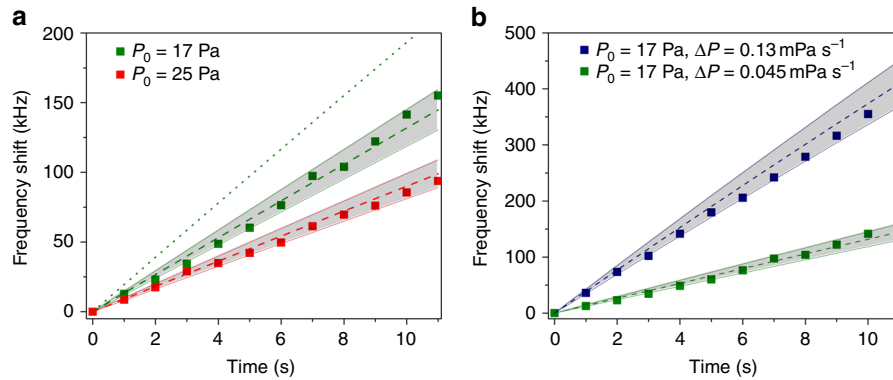 a
P₀ = 17 Pa
P₀ = 25 Pa
Frequency shift (kHz)
200
150
100
50
0
0 2 4 6 8 10
Time (s)
b
P₀ = 17 Pa, ΔP = 0.13 mPa s⁻¹
P₀ = 17 Pa, ΔP = 0.045 mPa s⁻¹
Frequency shift (kHz)
500
400
300
200
100
0
0 2 4 6 8 10
Time (s)